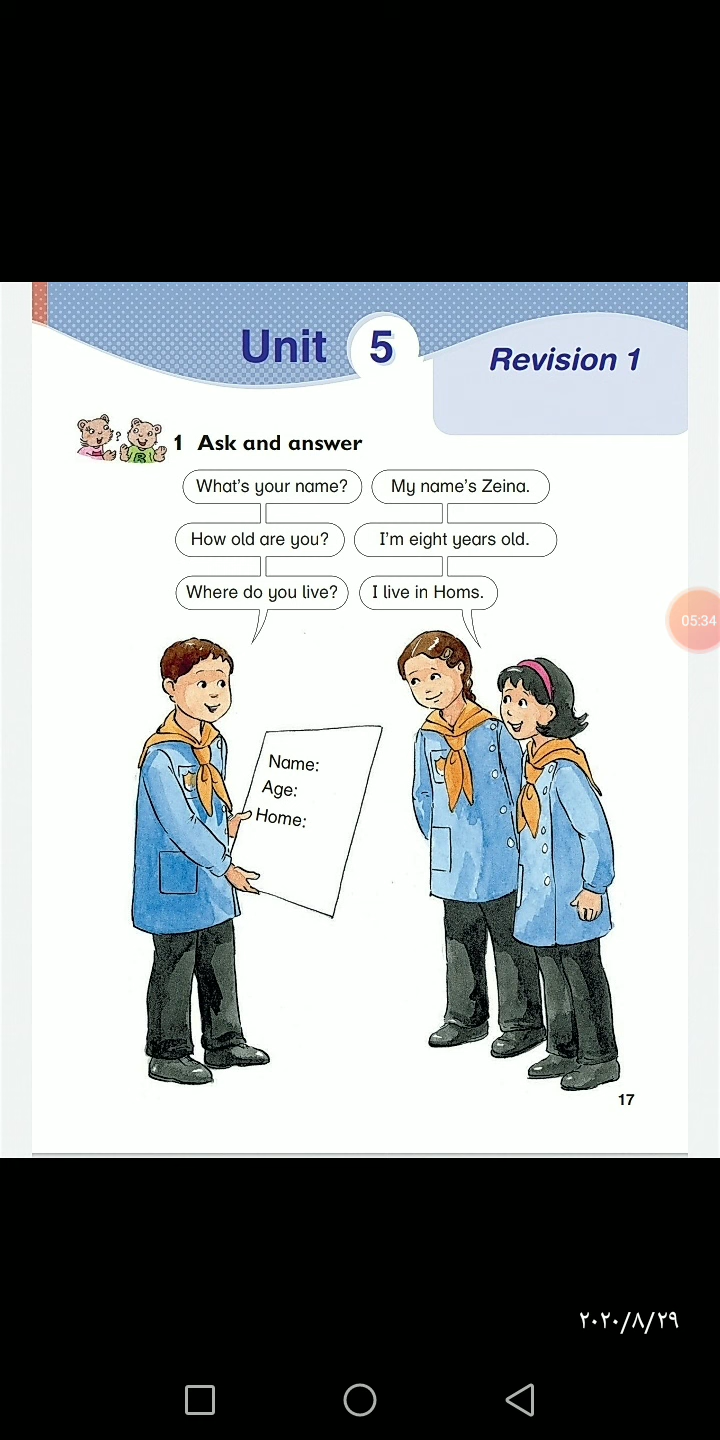 Unit 5
Revision 1
1 Ask and answer
What's your name?
My name's Zeina.
How old are you?
I'm eight years old.
Where do you live?
I live in Homs.
05:34
Name:
Age:
Home:
17
٢٠٢٠/٨/٢٩